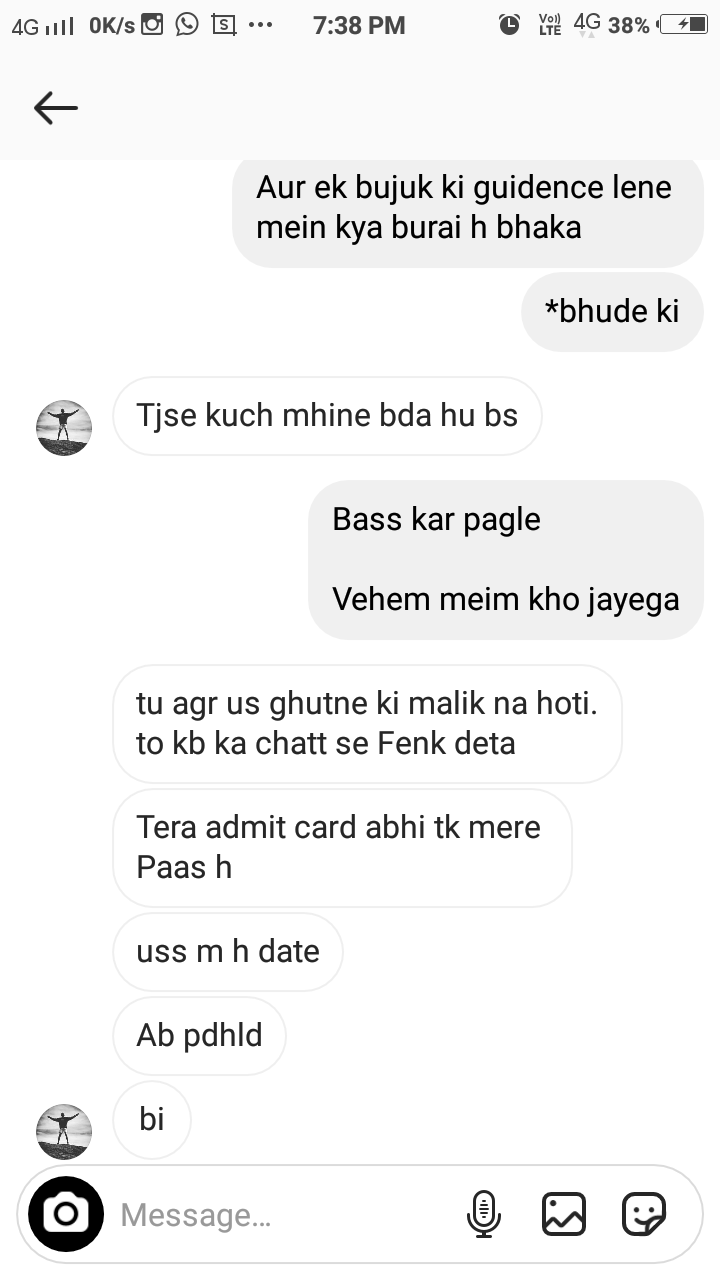 4G 0K/s S ... 7:38 PM Vo)) LTE 4G 38%
Aur ek bujuk ki guidence lene
mein kya burai h bhaka
*bhude ki
Tjse kuch mhine bda hu bs
Bass kar pagle
Vehem meim kho jayega
tu agr us ghutne ki malik na hoti.
to kb ka chatt se Fenk deta
Tera admit card abhi tk mere
Paas h
uss m h date
Ab pdhld
bi
Message...